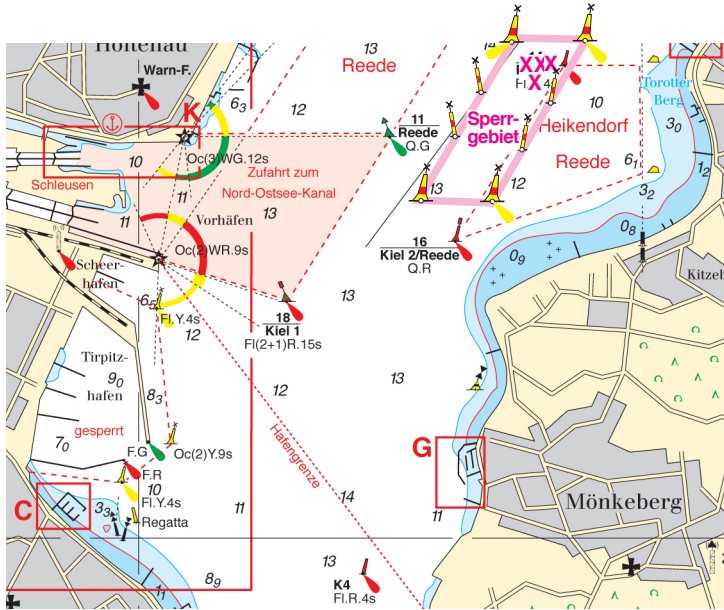 Holtenau
Warn-F.
13
Reede
12
6₃
K
11
Reede
Q.G
14
XXX
X
Fl. 4
10
Sperr-
gebiet
Heikendorf
Reede
Torotter
Berg
3₀
1₂
6₁
3₂
10
Oc(3)WG.12s
Zufahrt zum
Nord-Ostsee-Kanal
Schleusen
11
13
11
Vorhäfen
Oc(2)WR.9s
13
12
16
Kiel 2/Reede
Q.R
0₈
0₉
Kitzeb
Scheer-
hafen
6₅
Fl.Y.4s
12
13
18
Kiel 1
Fl(2+1)R.15s
Tirpitz-
hafen
9₀
8₃
12
13
gesperrt
7₀
F.G
Oc(2)Y.9s
F.R
Hafengrenze
G
10
Fl.Y.4s
C
3₃
Regatta
11
14
11
Mönkeberg
13
K4
Fl.R.4s
8₉
11